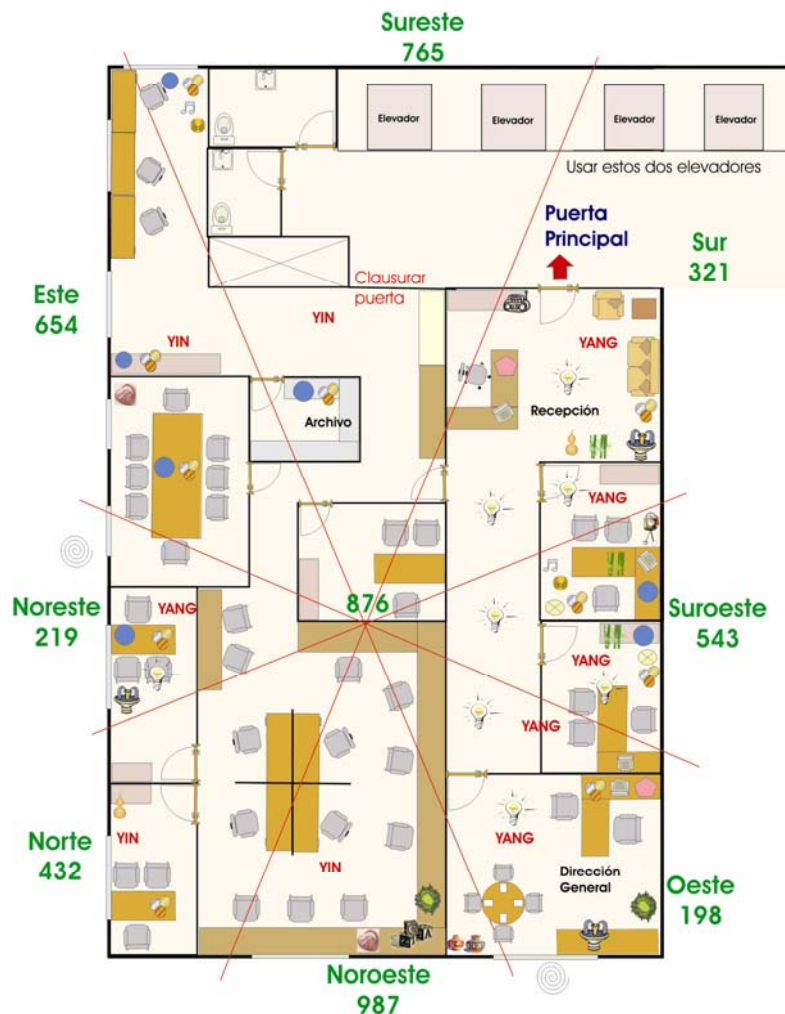 Sureste
765
Elevador
Elevador
Elevador
Elevador
Usar estos dos elevadores
Puerta
Principal
Sur
321
Clausurar
puerta
Este
654
YIN
YIN
YANG
Archivo
Recepción
YANG
Noreste
219
YANG
876
Suroeste
543
YANG
YANG
Norte
432
YIN
YANG
YIN
Dirección
General
Oeste
198
Noroeste
987